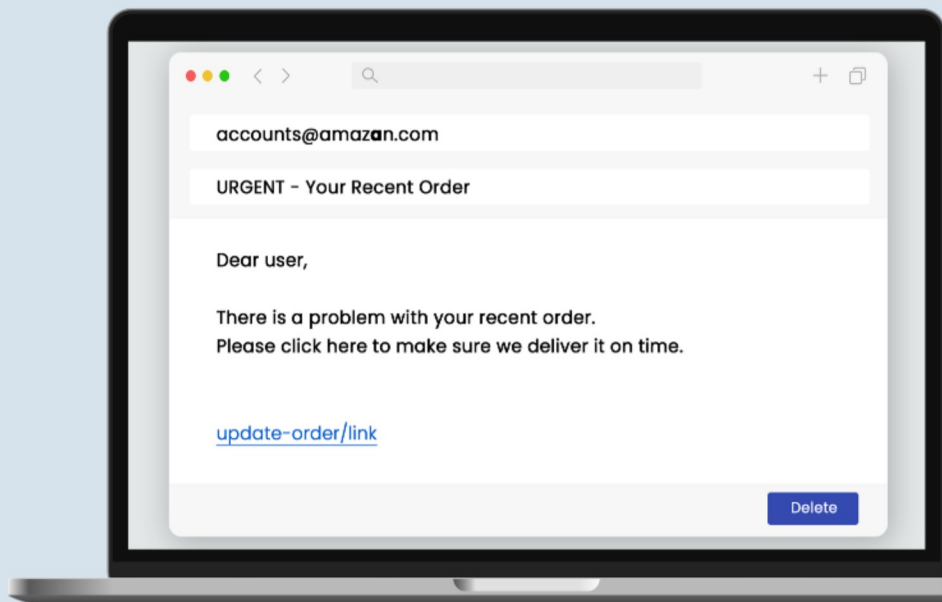 accounts@amazan.com
URGENT - Your Recent Order
Dear user,
There is a problem with your recent order.
Please click here to make sure we deliver it on time.
update-order/link
Delete